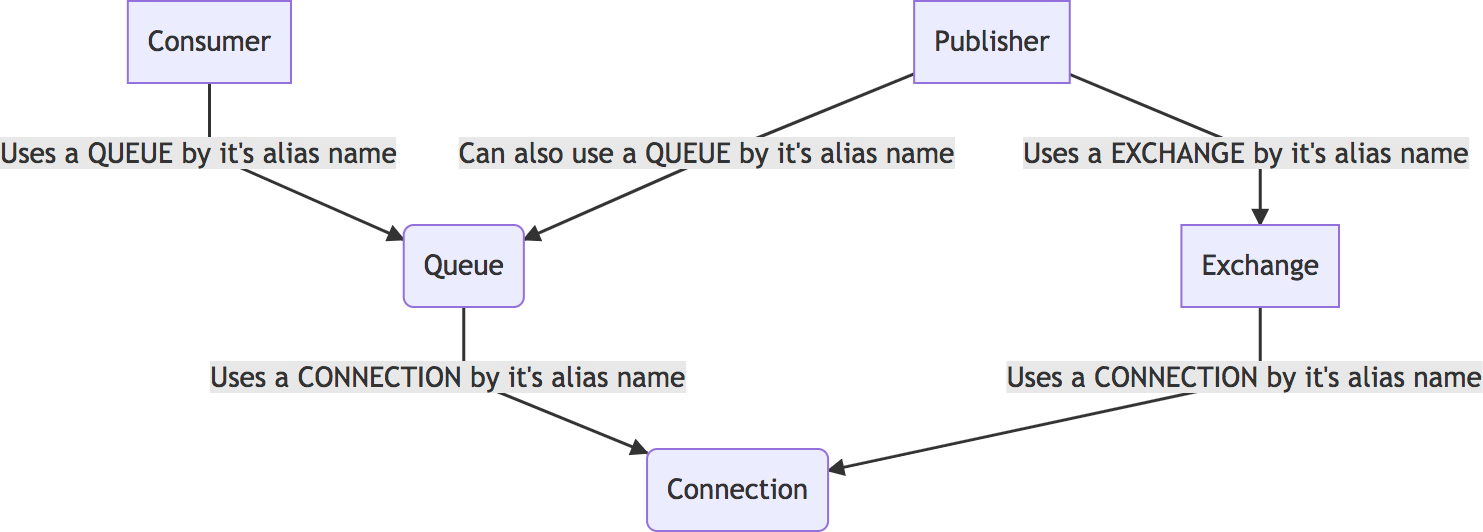 Consumer
Publisher
Uses a QUEUE by it's alias name
Can also use a QUEUE by it's alias name
Uses a EXCHANGE by it's alias name
Queue
Exchange
Uses a CONNECTION by it's alias name
Uses a CONNECTION by it's alias name
Connection